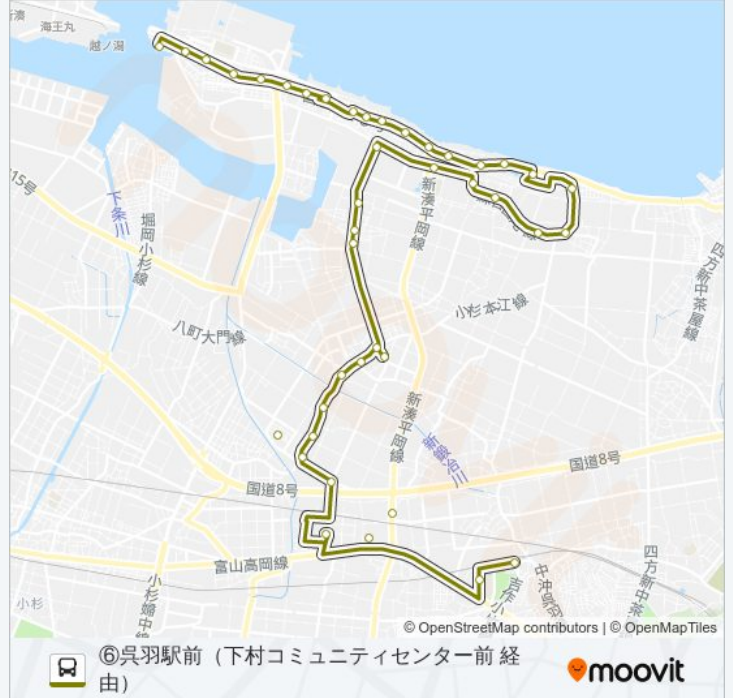 湊
海王丸
越ノ潟
15号
下条川
堀岡小杉線
新湊平岡線
四方新中茶屋線
小杉本江線
八町大門線
新湊平岡線
新鍛冶川
国道8号
国道8号
富山高岡線
小杉婦中線
小杉
吉作小
四方新中茶
© OpenStreetMap contributors | © OpenMapTiles
⑥呉羽駅前（下村コミュニティセンター前 経
由）
moovit